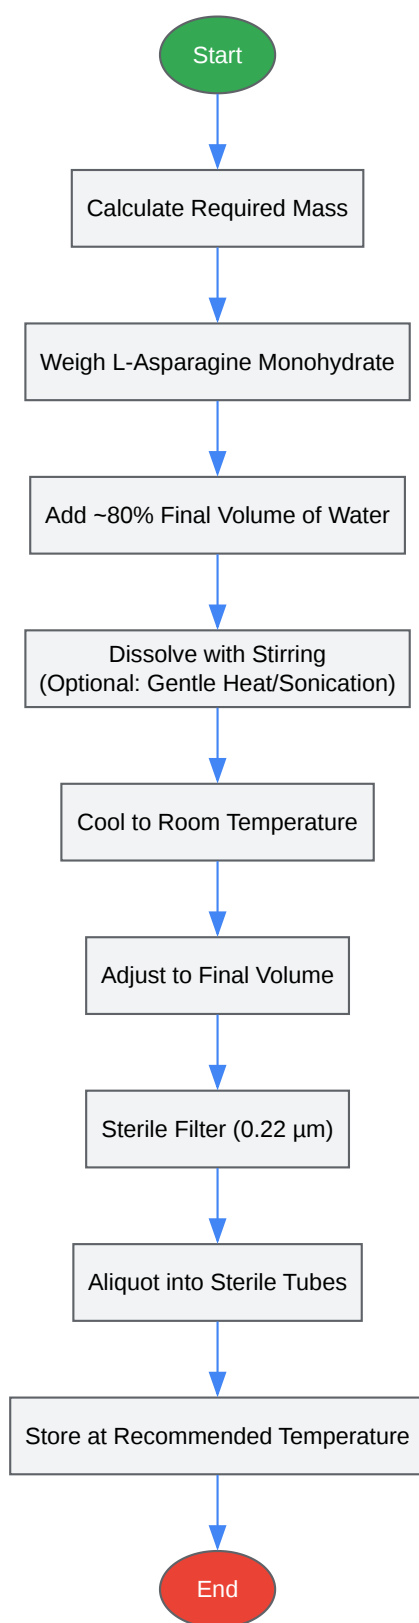 Start
Calculate Required Mass
Weigh L-Asparagine Monohydrate
Add ~80% Final Volume of Water
Dissolve with Stirring
(Optional: Gentle Heat/Sonication)
Cool to Room Temperature
Adjust to Final Volume
Sterile Filter (0.22 µm)
Aliquot into Sterile Tubes
Store at Recommended Temperature
End